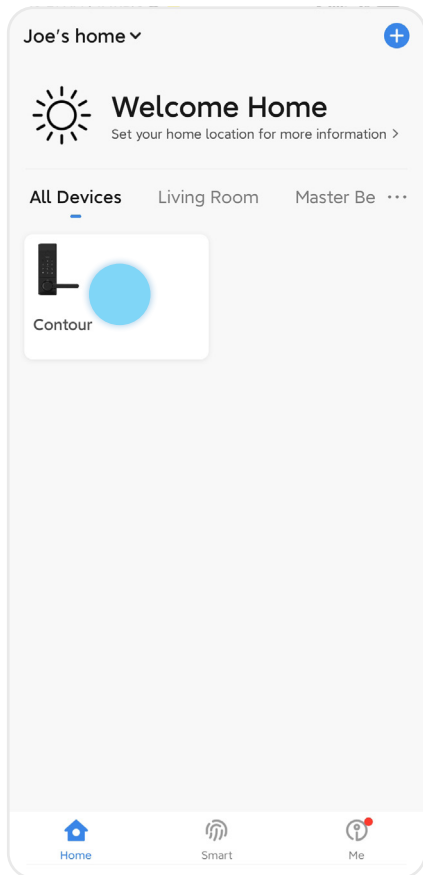 Joe's home
Welcome Home
Set your home location for more information >
All Devices Living Room Master Be ...
Contour
Home Smart Me